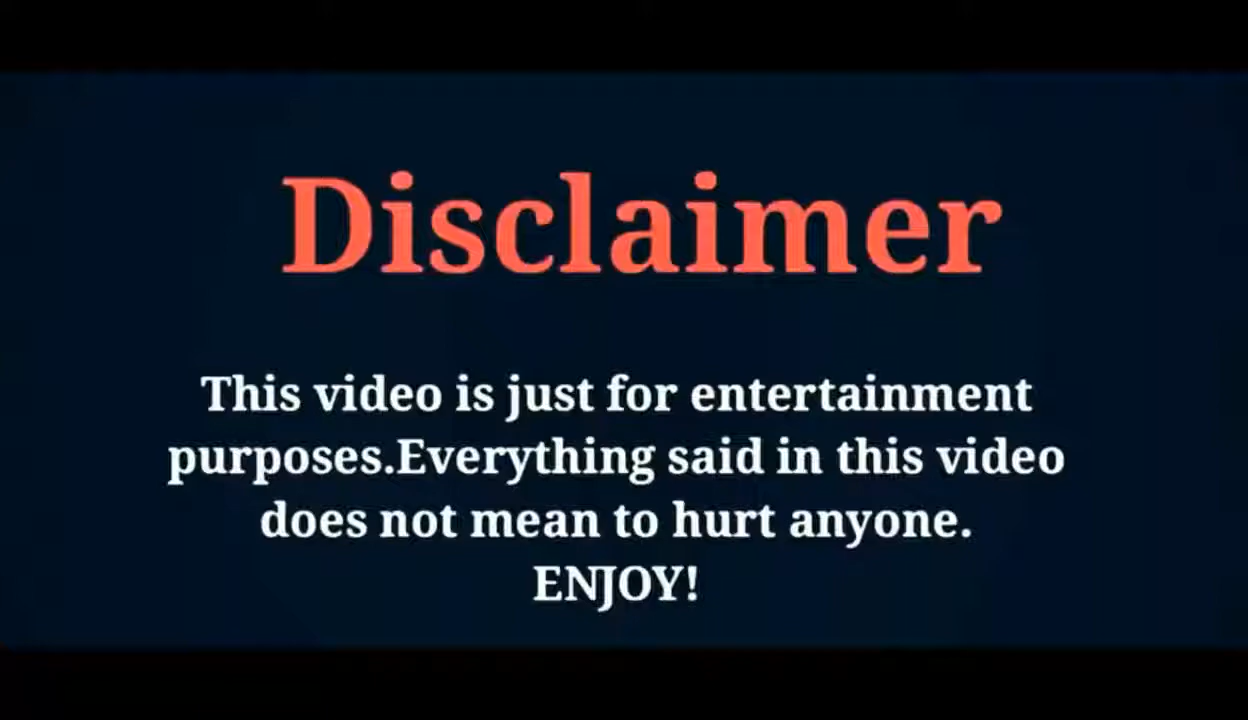 Disclaimer
This video is just for entertainment
purposes.Everything said in this video
does not mean to hurt anyone.
ENJOY!